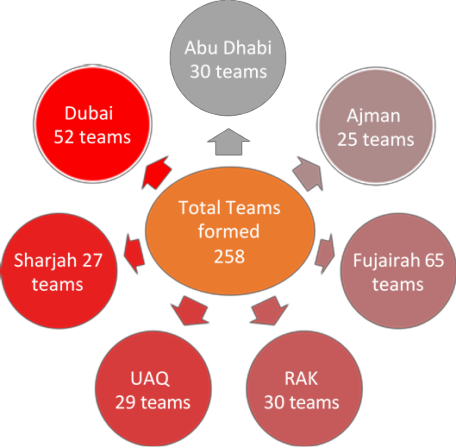 Abu Dhabi
30 teams
Ajman
25 teams
Fujairah 65
teams
RAK
30 teams
UAQ
29 teams
Sharjah 27
teams
Dubai
52 teams
Total Teams
formed
258